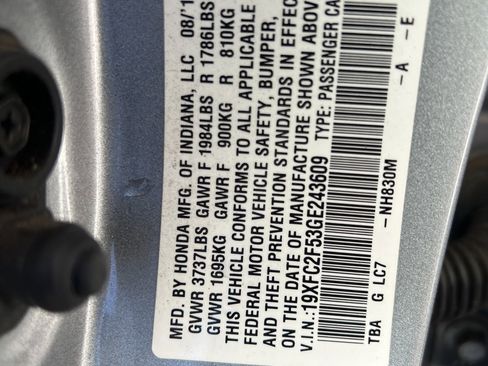 MFD. BY HONDA MFG. OF INDIANA, LLC 08/1
GVWR 3737LBS GAWR F 1984LBS R 1786LBS
GVWR 1695KG GAWR F 900KG R 810KG
THIS VEHICLE CONFORMS TO ALL APPLICABLE
FEDERAL MOTOR VEHICLE SAFETY, BUMPER,
AND THEFT PREVENTION STANDARDS IN EFFEC
ON THE DATE OF MANUFACTURE SHOWN ABOV
V.I.N.:19XFC2F53GE243609 TYPE: PASSENGER CA
TBA G LC7 -NH830M -A -E